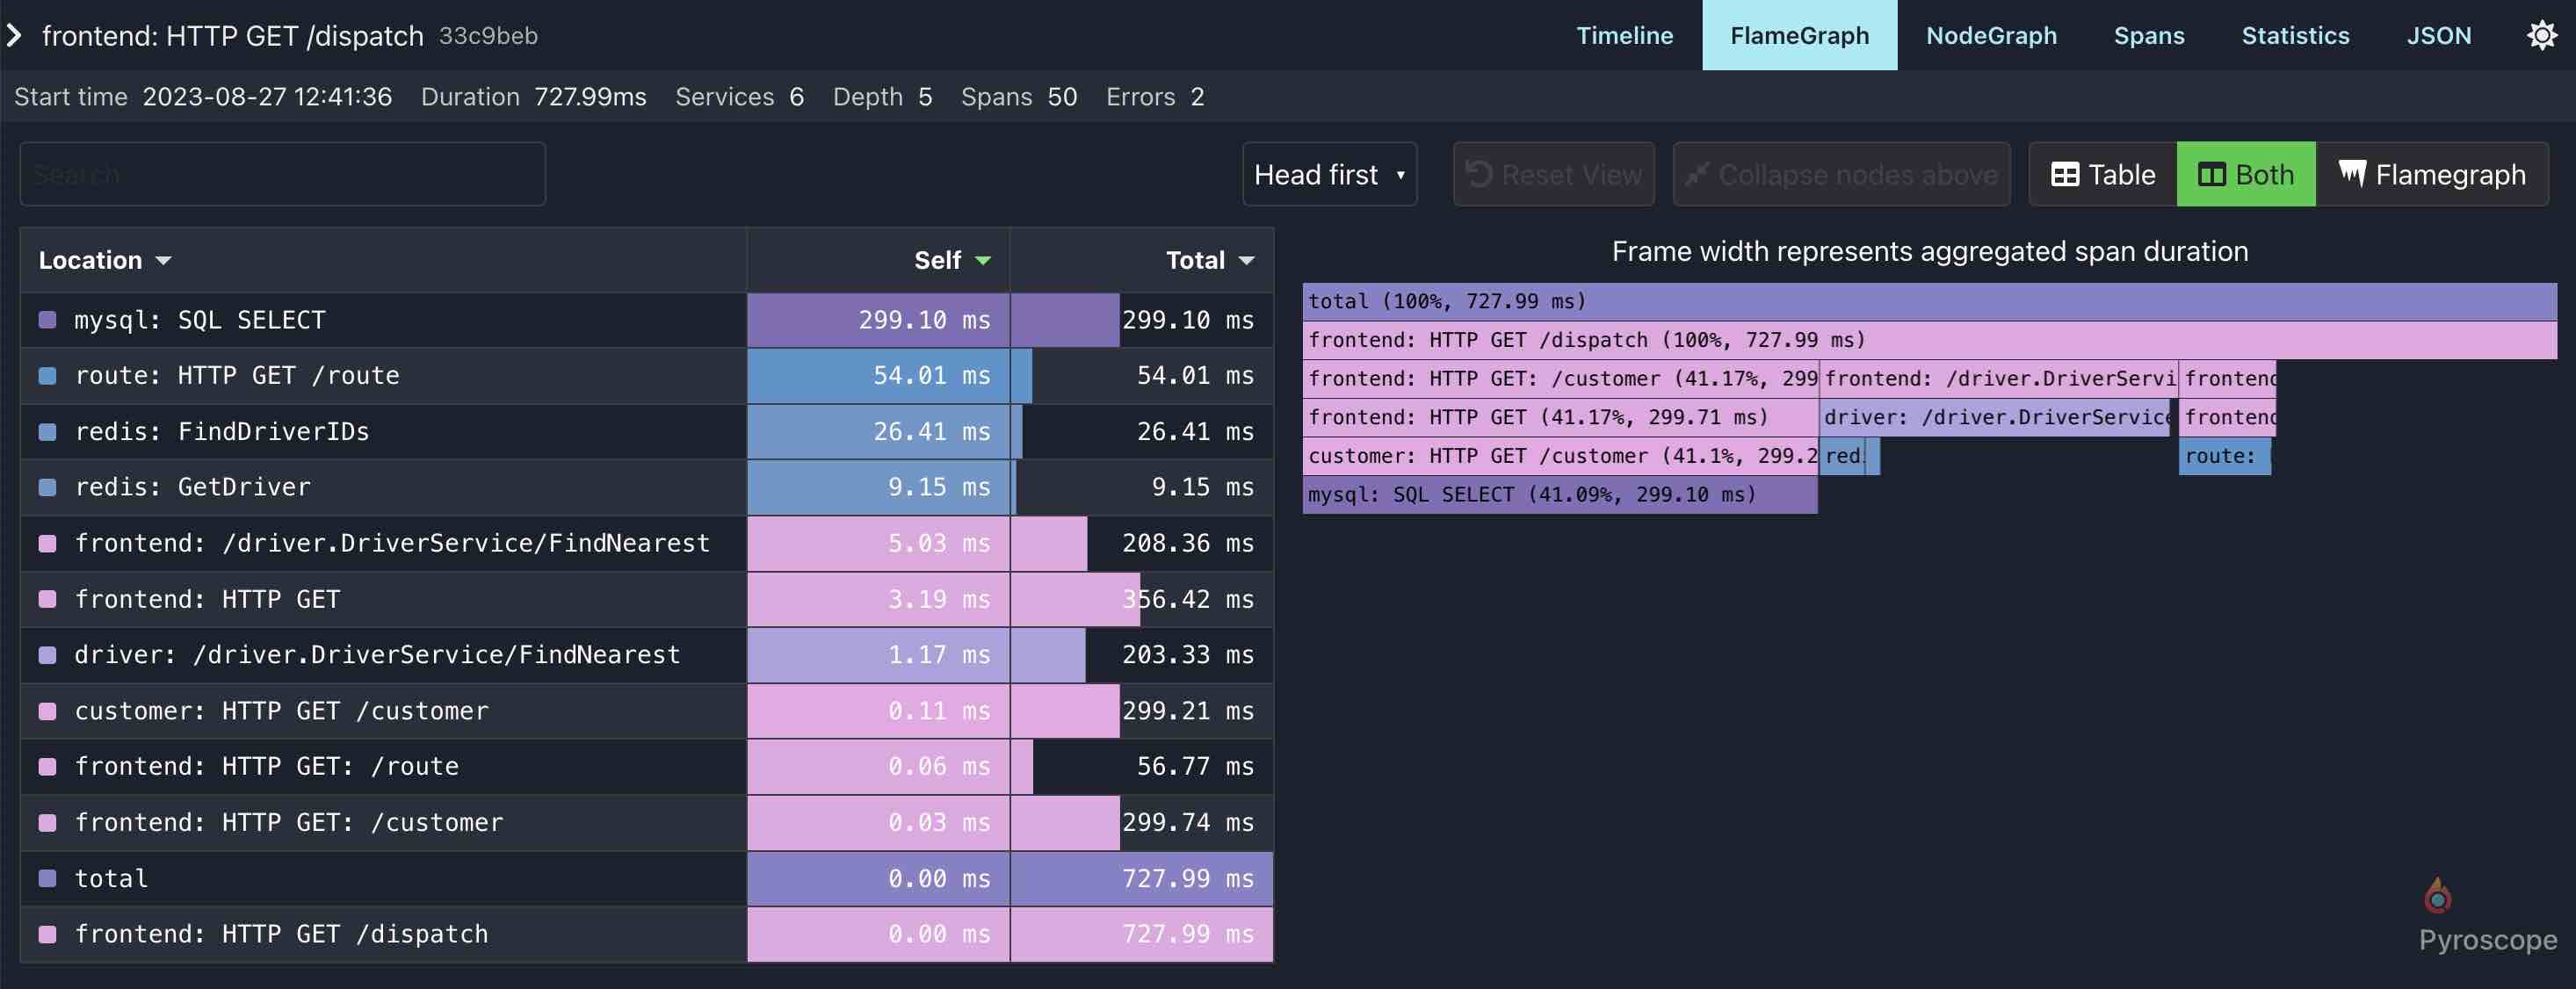 frontend: HTTP GET /dispatch 33c9beb
Timeline FlameGraph NodeGraph Spans Statistics JSON
Start time 2023-08-27 12:41:36 Duration 727.99ms Services 6 Depth 5 Spans 50 Errors 2
Search
Head first Reset View Collapse nodes above Table Both Flamegraph
Location Self Total
mysql: SQL SELECT 299.10 ms 299.10 ms
route: HTTP GET /route 54.01 ms 54.01 ms
redis: FindDriverIDs 26.41 ms 26.41 ms
redis: GetDriver 9.15 ms 9.15 ms
frontend: /driver.DriverService/FindNearest 5.03 ms 208.36 ms
frontend: HTTP GET 3.19 ms 356.42 ms
driver: /driver.DriverService/FindNearest 1.17 ms 203.33 ms
customer: HTTP GET /customer 0.11 ms 299.21 ms
frontend: HTTP GET: /route 0.06 ms 56.77 ms
frontend: HTTP GET: /customer 0.03 ms 299.74 ms
total 0.00 ms 727.99 ms
frontend: HTTP GET /dispatch 0.00 ms 727.99 ms
Frame width represents aggregated span duration
total (100%, 727.99 ms)
frontend: HTTP GET /dispatch (100%, 727.99 ms)
frontend: HTTP GET: /customer (41.17%, 299 frontend: /driver.DriverServi frontend
frontend: HTTP GET (41.17%, 299.71 ms) driver: /driver.DriverService frontend
customer: HTTP GET /customer (41.1%, 299.2 red: route:
mysql: SQL SELECT (41.09%, 299.10 ms)
Pyroscope